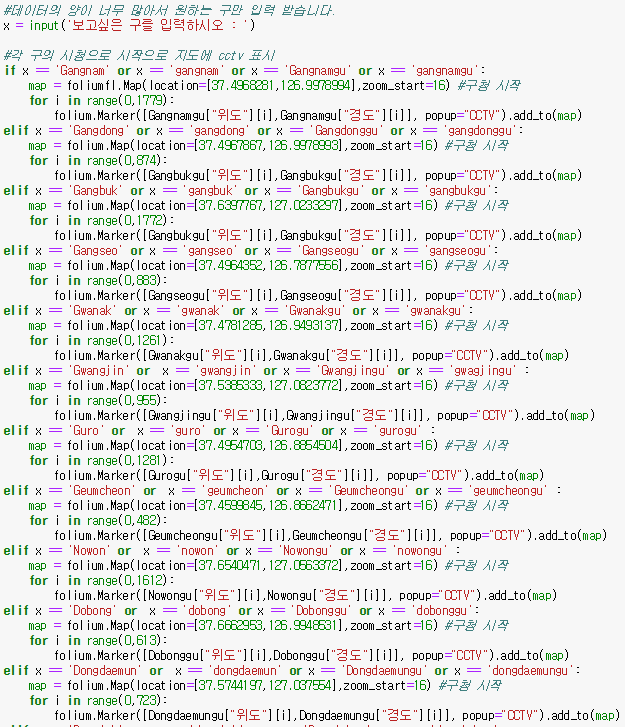 #데이터의 양이 너무 많아서 원하는 구만 입력 받습니다.
x = input('보고싶은 구를 입력하시오 : ')
#각 구의 시청으로 시작으로 지도에 cctv 표시
if x == 'Gangnam' or x == 'gangnam' or x == 'Gangnamgu' or x == 'gangnamgu':
    map = foliumfl.Map(location=[37.4968281,126.9978994],zoom_start=16) #구청 시작
    for i in range(0,1779):
        folium.Marker([Gangnamgu["위도"][i],Gangnamgu["경도"][i]], popup="CCTV").add_to(map)
elif x == 'Gangdong' or x == 'gangdong' or x == 'Gangdonggu' or x == 'gangdonggu':
    map = folium.Map(location=[37.4967867,126.9978993],zoom_start=16) #구청 시작
    for i in range(0,874):
        folium.Marker([Gangbukgu["위도"][i],Gangbukgu["경도"][i]], popup="CCTV").add_to(map)
elif x == 'Gangbuk' or x == 'gangbuk' or x == 'Gangbukgu' or x == 'gangbukgu':
    map = folium.Map(location=[37.6397767,127.0233297],zoom_start=16) #구청 시작
    for i in range(0,1772):
        folium.Marker([Gangbukgu["위도"][i],Gangbukgu["경도"][i]], popup="CCTV").add_to(map)
elif x == 'Gangseo' or x == 'gangseo' or x == 'Gangseogu' or x == 'gangseogu':
    map = folium.Map(location=[37.4964352,126.7877556],zoom_start=16) #구청 시작
    for i in range(0,883):
        folium.Marker([Gangseogu["위도"][i],Gangseogu["경도"][i]], popup="CCTV").add_to(map)
elif x == 'Gwanak' or x == 'gwanak' or x == 'Gwanakgu' or x == 'gwanakgu':
    map = folium.Map(location=[37.4781285,126.9493137],zoom_start=16) #구청 시작
    for i in range(0,1261):
        folium.Marker([Gwanakgu["위도"][i],Gwanakgu["경도"][i]], popup="CCTV").add_to(map)
elif x == 'Gwangjin' or  x == 'gwangjin' or x == 'Gwangjingu' or x == 'gwagjingu' :
    map = folium.Map(location=[37.5385333,127.0823772],zoom_start=16) #구청 시작
    for i in range(0,955):
        folium.Marker([Gwangjingu["위도"][i],Gwangjingu["경도"][i]], popup="CCTV").add_to(map)
elif x == 'Guro' or  x == 'guro' or x == 'Gurogu' or x == 'gurogu' :
    map = folium.Map(location=[37.4954703,126.8854504],zoom_start=16) #구청 시작
    for i in range(0,1281):
        folium.Marker([Gurogu["위도"][i],Gurogu["경도"][i]], popup="CCTV").add_to(map)
elif x == 'Geumcheon' or  x == 'geumcheon' or x == 'Geumcheongu' or x == 'geumcheongu' :
    map = folium.Map(location=[37.4599845,126.8662471],zoom_start=16) #구청 시작
    for i in range(0,482):
        folium.Marker([Geumcheongu["위도"][i],Geumcheongu["경도"][i]], popup="CCTV").add_to(map)
elif x == 'Nowon' or  x == 'nowon' or x == 'Nowongu' or x == 'nowongu' :
    map = folium.Map(location=[37.6540471,127.0563372],zoom_start=16) #구청 시작
    for i in range(0,1612):
        folium.Marker([Nowongu["위도"][i],Nowongu["경도"][i]], popup="CCTV").add_to(map)
elif x == 'Dobong' or  x == 'dobong' or x == 'Dobonggu' or x == 'dobonggu':
    map = folium.Map(location=[37.6662953,126.9948631],zoom_start=16) #구청 시작
    for i in range(0,613):
        folium.Marker([Dobonggu["위도"][i],Dobonggu["경도"][i]], popup="CCTV").add_to(map)
elif x == 'Dongdaemun' or  x == 'dongdaemun' or x == 'Dongdaemungu' or x == 'dongdaemungu':
    map = folium.Map(location=[37.5744197,127.037554],zoom_start=16) #구청 시작
    for i in range(0,723):
        folium.Marker([Dongdaemungu["위도"][i],Dongdaemungu["경도"][i]], popup="CCTV").add_to(map)